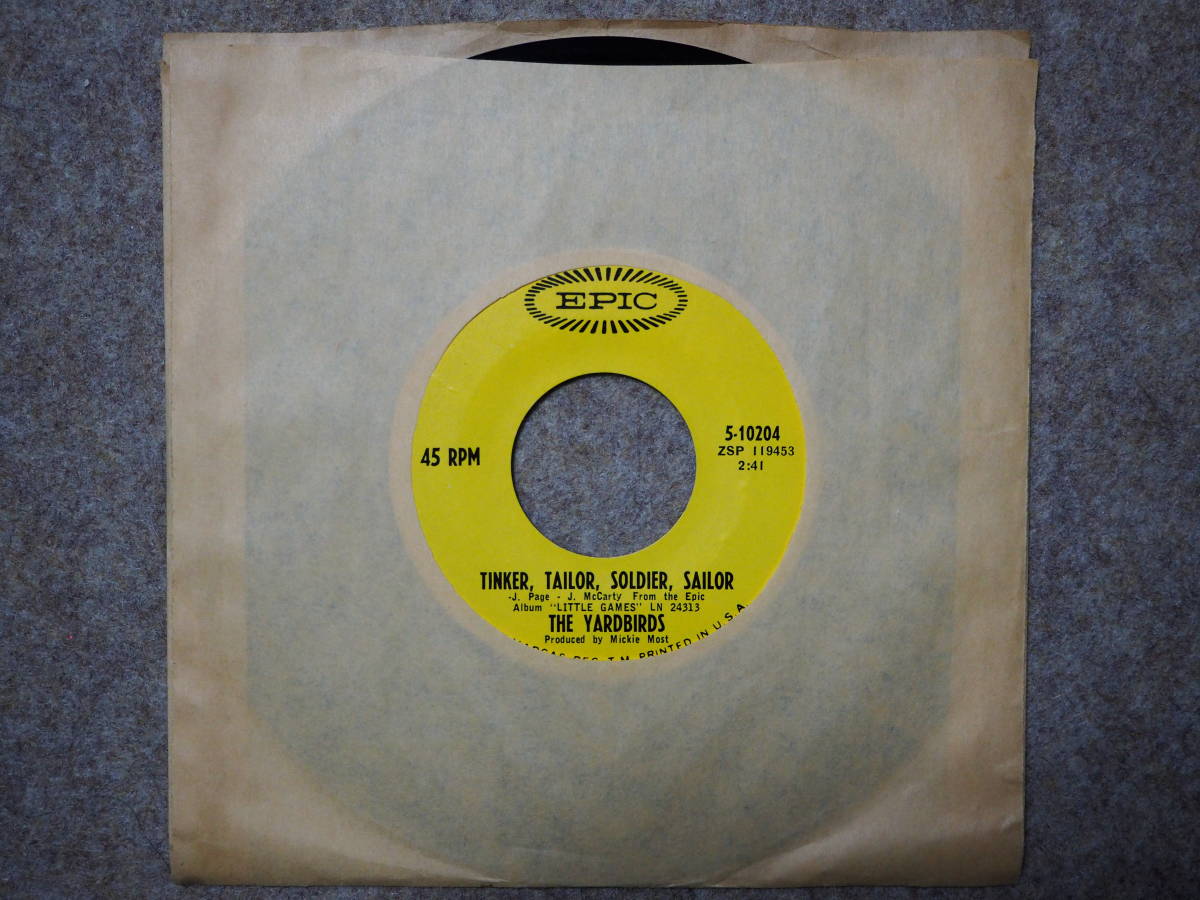 EPIC
45 RPM
5-10204
ZSP 119453
2:41
TINKER, TAILOR, SOLDIER, SAILOR
-J. Page - J. McCarty From the Epic
Album "LITTLE GAMES" LN 24313
THE YARDBIRDS
Produced by Mickie Most
T.M. PRINTED IN U.S.A.